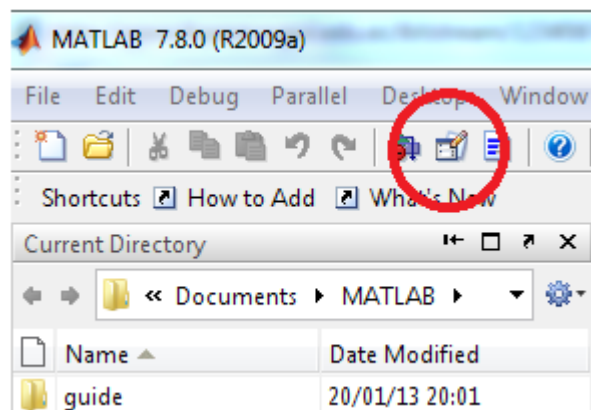 MATLAB 7.8.0 (R2009a)
File Edit Debug Parallel Desktop Window
Shortcuts How to Add What's New
Current Directory
« Documents MATLAB
Name Date Modified
guide 20/01/13 20:01